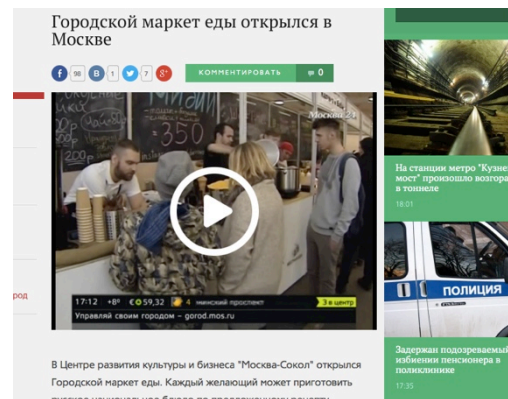 Городской маркет еды открылся в
Москве
98
1
7
КОММЕНТИРОВАТЬ 0
Москва 24
350
200р
17:12 +8° € 59,32 4 3 в центр
Управляй своим городом – gorod.mos.ru
В Центре развития культуры и бизнеса "Москва-Сокол" открылся
Городской маркет еды. Каждый желающий может приготовить
На станции метро "Кузне
мост" произошло возгора
в тоннеле
18:01
ПОЛИЦИЯ
Задержан подозреваемый
избиении пенсионера в
поликлинике
17:35
род